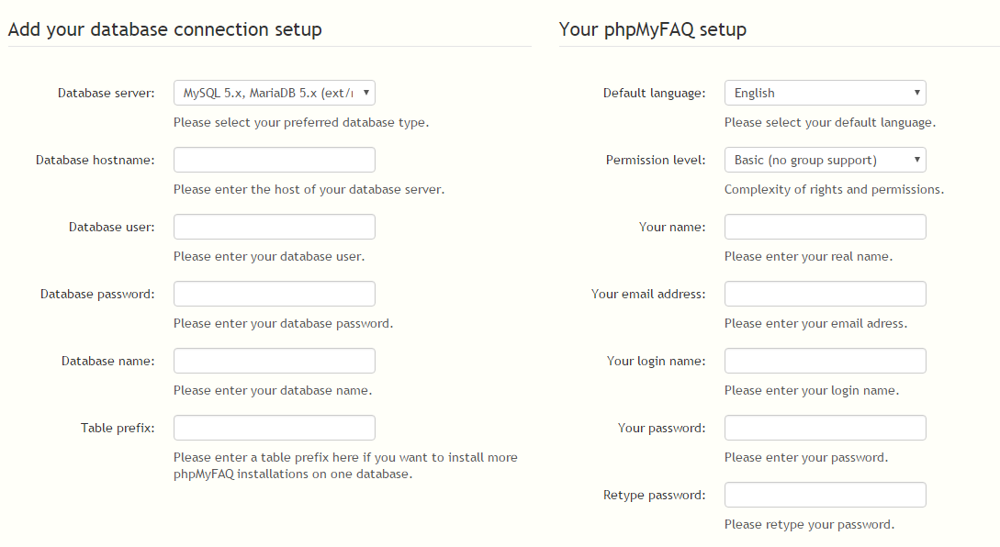 Add your database connection setup
Database server: MySQL 5.x, MariaDB 5.x (ext/
Please select your preferred database type.
Database hostname:
Please enter the host of your database server.
Database user:
Please enter your database user.
Database password:
Please enter your database password.
Database name:
Please enter your database name.
Table prefix:
Please enter a table prefix here if you want to install more
phpMyFAQ installations on one database.
Your phpMyFAQ setup
Default language: English
Please select your default language.
Permission level: Basic (no group support)
Complexity of rights and permissions.
Your name:
Please enter your real name.
Your email address:
Please enter your email adress.
Your login name:
Please enter your login name.
Your password:
Please enter your password.
Retype password:
Please retype your password.